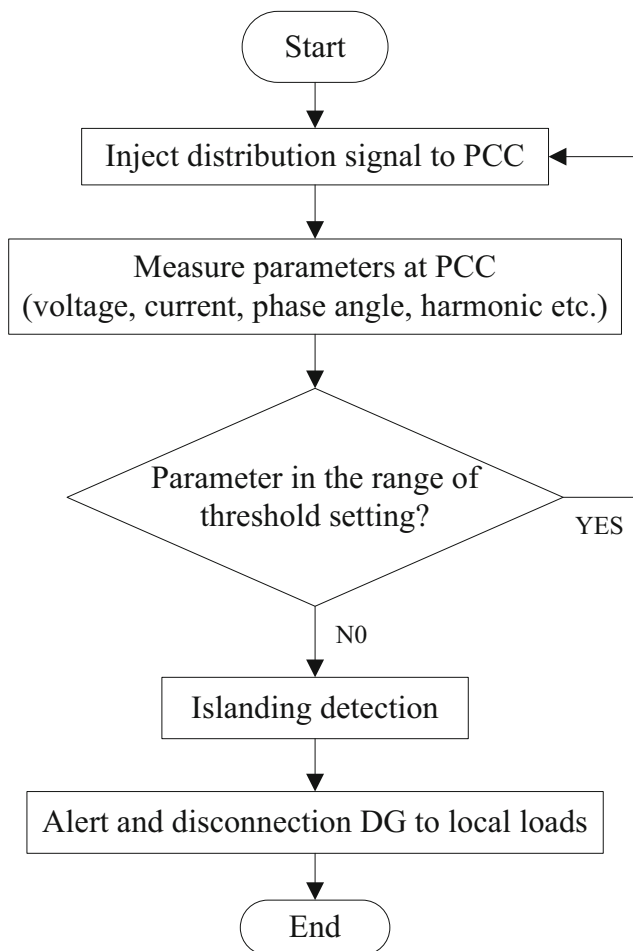 Start
Inject distribution signal to PCC
Measure parameters at PCC
(voltage, current, phase angle, harmonic etc.)
Parameter in the range of
threshold setting?
YES
N0
Islanding detection
Alert and disconnection DG to local loads
End